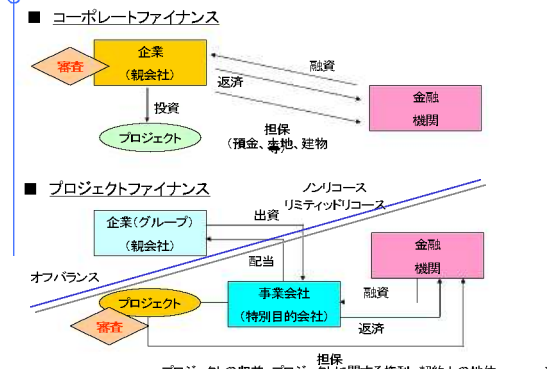 ■ コーポレートファイナンス
企業
(親会社)
審査
融資
返済
金融
機関
投資
プロジェクト
担保
(預金、土地、建物
等)
■ プロジェクトファイナンス
ノンリコース
リミティッドリコース
企業(グループ)
(親会社)
出資
配当
金融
機関
オフバランス
プロジェクト
事業会社
(特別目的会社)
融資
審査
返済
担保